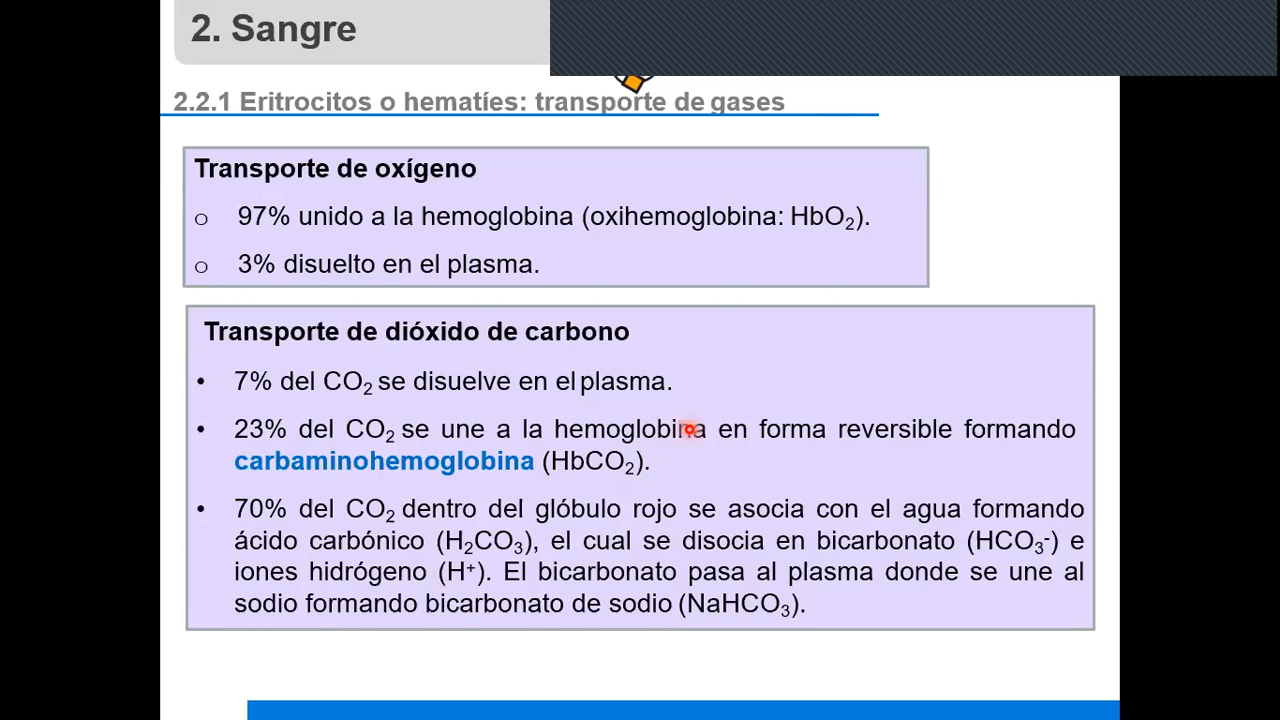 2. Sangre
2.2.1 Eritrocitos o hematíes: transporte de gases
Transporte de oxígeno
o 97% unido a la hemoglobina (oxihemoglobina: HbO₂).
o 3% disuelto en el plasma.
Transporte de dióxido de carbono
• 7% del CO₂ se disuelve en el plasma.
• 23% del CO₂ se une a la hemoglobina en forma reversible formando
carbaminohemoglobina (HbCO₂).
• 70% del CO₂ dentro del glóbulo rojo se asocia con el agua formando
ácido carbónico (H₂CO₃), el cual se disocia en bicarbonato (HCO₃⁻) e
iones hidrógeno (H⁺). El bicarbonato pasa al plasma donde se une al
sodio formando bicarbonato de sodio (NaHCO₃).